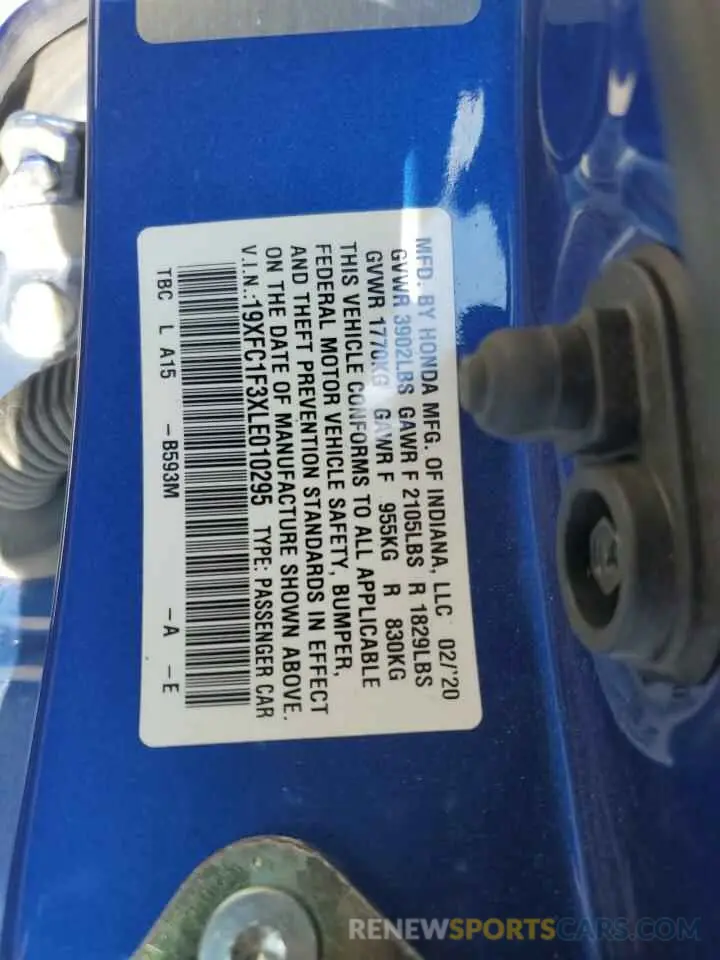 MFD. BY HONDA MFG. OF INDIANA, LLC 02/'20
GVWR 3902LBS GAWR F 2105LBS R 1829LBS
GVWR 1770KG GAWR F 955KG R 830KG
THIS VEHICLE CONFORMS TO ALL APPLICABLE
FEDERAL MOTOR VEHICLE SAFETY, BUMPER,
AND THEFT PREVENTION STANDARDS IN EFFECT
ON THE DATE OF MANUFACTURE SHOWN ABOVE.
V.I.N.:19XFC1F3XLE010295 TYPE: PASSENGER CAR
TBC L A15 -B593M -A -E
RENEWSPORTSCARS.COM